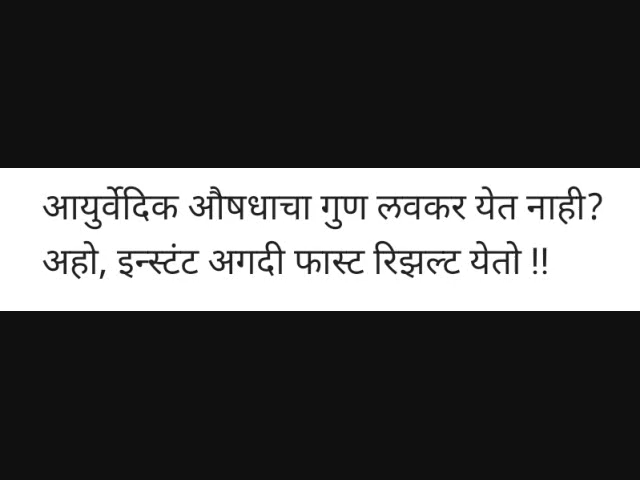 आयुर्वेदिक औषधाचा गुण लवकर येत नाही?
अहो, इन्स्टंट अगदी फास्ट रिझल्ट येतो !!